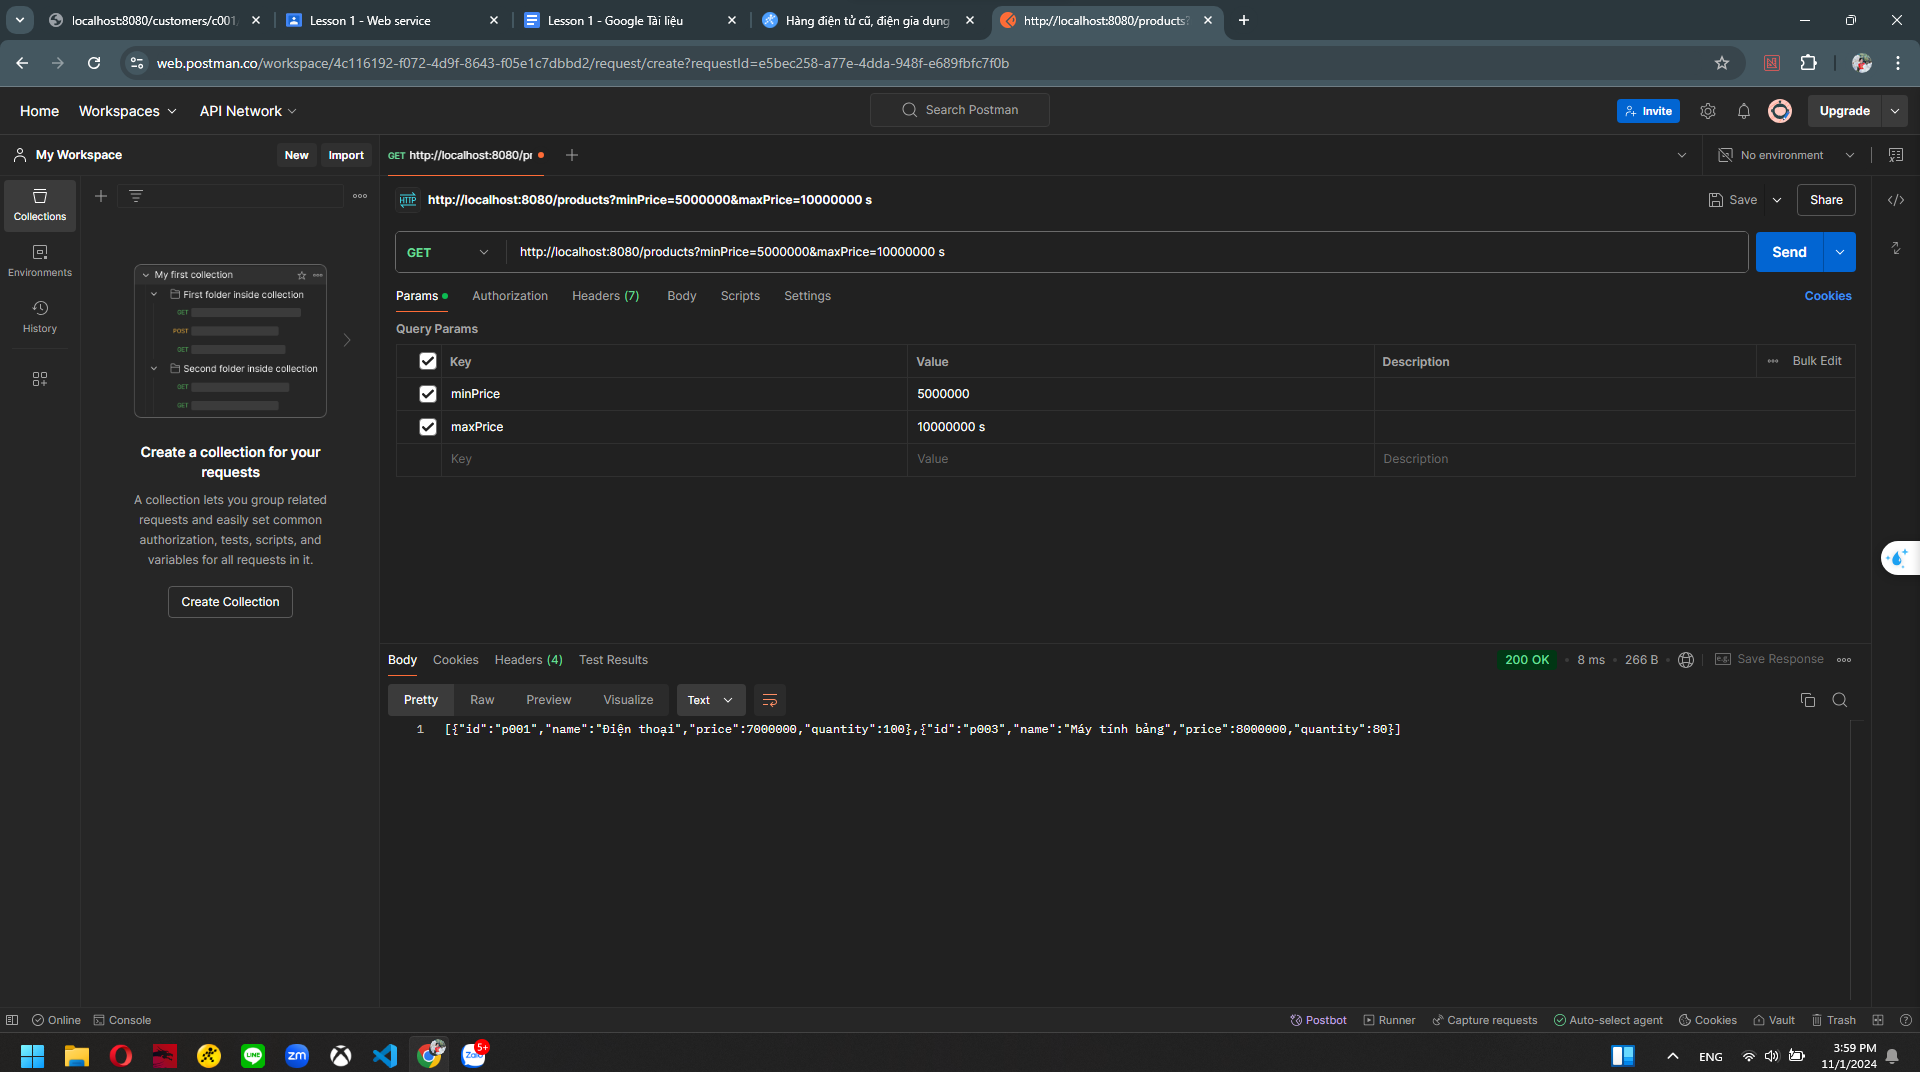 localhost:8080/customers/c001/
Lesson 1 - Web service
Lesson 1 - Google Tài liệu
Hàng điện tử cũ, điện gia dụng
http://localhost:8080/products?
web.postman.co/workspace/4c116192-f072-4d9f-8643-f05e1c7dbbd2/request/create?requestId=e5bec258-a77e-4dda-948f-e689fbfc7f0b
Home
Workspaces
API Network
Search Postman
Invite
Upgrade
My Workspace
New
Import
GET http://localhost:8080/pr
No environment
Collections
Environments
History
My first collection
First folder inside collection
GET
POST
GET
Second folder inside collection
GET
GET
Create a collection for your
requests
A collection lets you group related
requests and easily set common
authorization, tests, scripts, and
variables for all requests in it.
Create Collection
HTTP http://localhost:8080/products?minPrice=5000000&maxPrice=10000000 s
Save
Share
GET
http://localhost:8080/products?minPrice=5000000&maxPrice=10000000 s
Send
Params
Authorization
Headers (7)
Body
Scripts
Settings
Cookies
Query Params
Key Value Description Bulk Edit
minPrice 5000000
maxPrice 10000000 s
Key Value Description
Body
Cookies
Headers (4)
Test Results
200 OK
8 ms
266 B
e.g. Save Response
Pretty
Raw
Preview
Visualize
Text
1 [{"id":"p001","name":"Điện thoại","price":7000000,"quantity":100},{"id":"p003","name":"Máy tính bảng","price":8000000,"quantity":80}]
Online
Console
Postbot
Runner
Capture requests
Auto-select agent
Cookies
Vault
Trash
LINE
zm
Zalo
5+
ENG
3:59 PM
11/1/2024